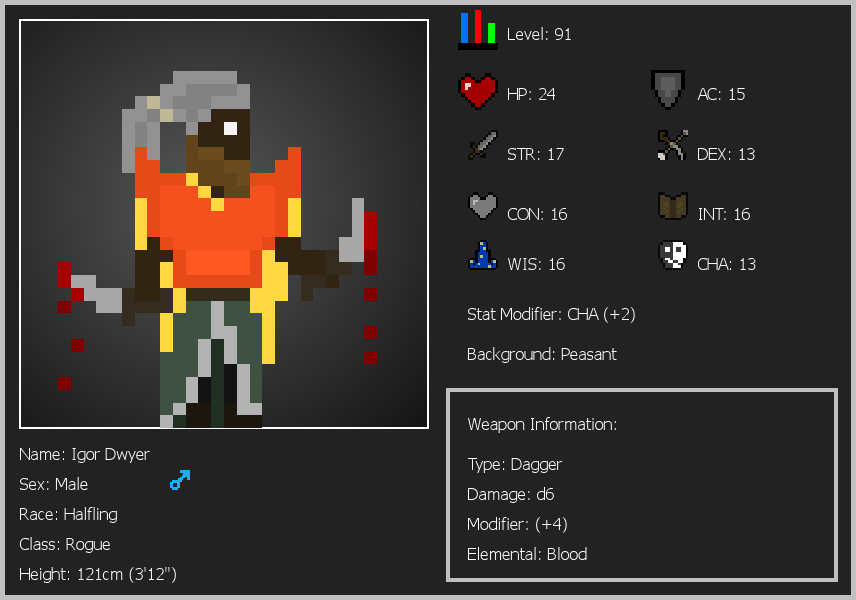 Level: 91
HP: 24
AC: 15
STR: 17
DEX: 13
CON: 16
INT: 16
WIS: 16
CHA: 13
Stat Modifier: CHA (+2)
Background: Peasant
Weapon Information:
Type: Dagger
Damage: d6
Modifier: (+4)
Elemental: Blood
Name: Igor Dwyer
Sex: Male
Race: Halfling
Class: Rogue
Height: 121cm (3'12")